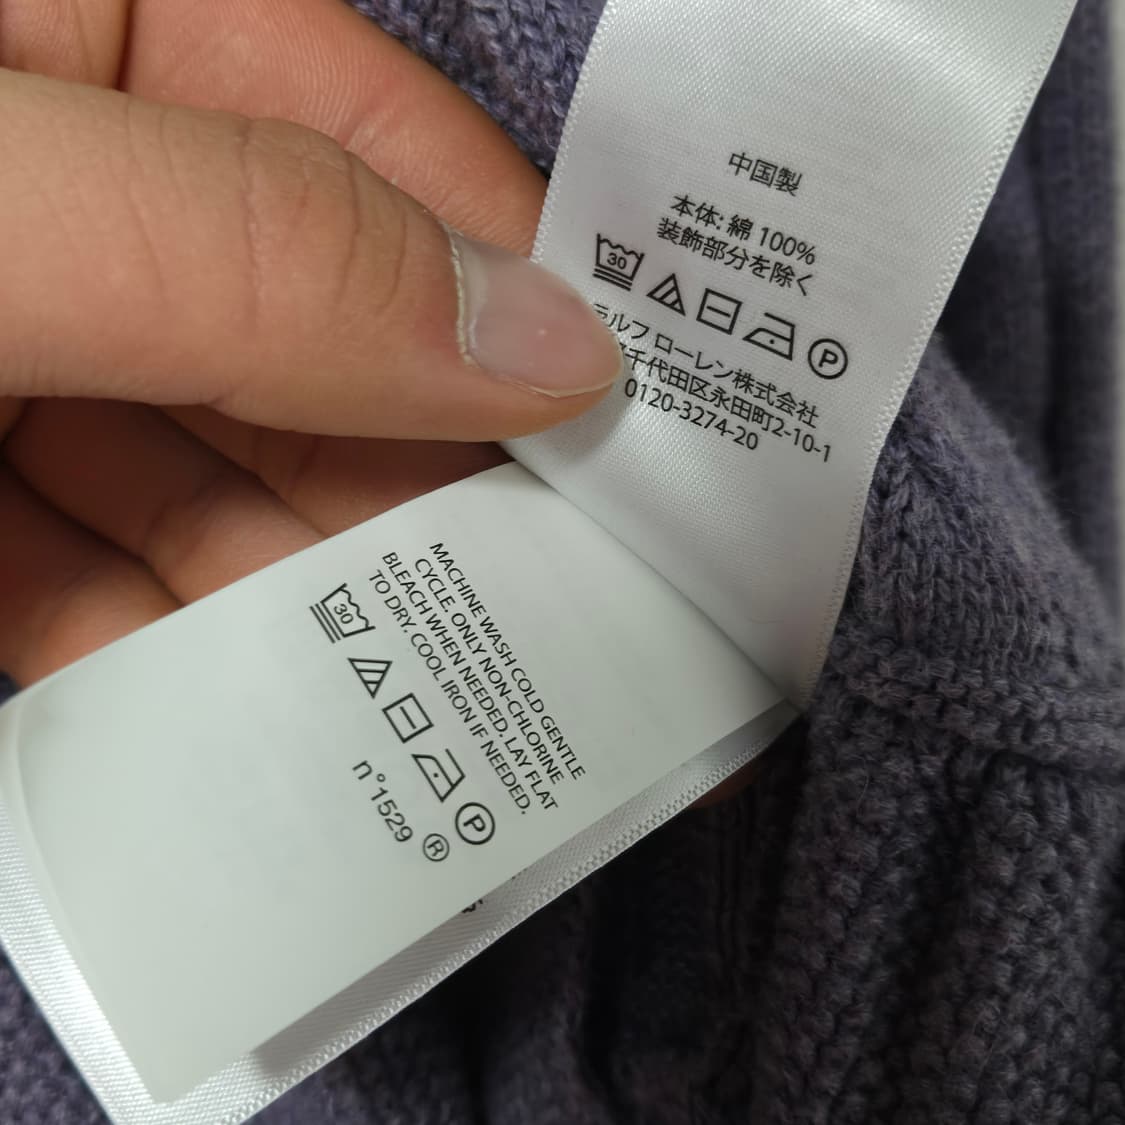 中国製
本体: 綿 100%
装飾部分を除く
30
P
ラルフ ローレン株式会社
千代田区永田町2-10-1
0120-3274-20
MACHINE WASH COLD GENTLE
CYCLE. ONLY NON-CHLORINE
BLEACH WHEN NEEDED. LAY FLAT
TO DRY. COOL IRON IF NEEDED.
30
P
n°1529 ®